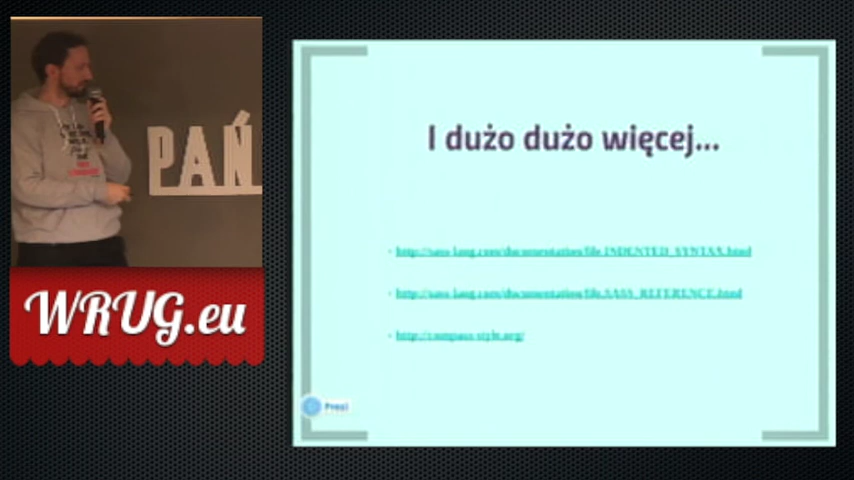 PAŃ
WRUG.eu
I dużo dużo więcej...
http://sass-lang.com/documentation/file.INDENTED_SYNTAX.html
http://sass-lang.com/documentation/file.SASS_REFERENCE.html
http://compass-style.org/
Prezi